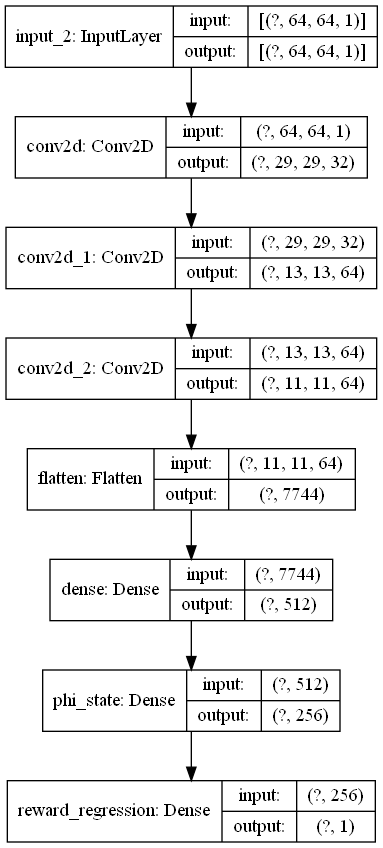 input_2: InputLayer
input: [(?, 64, 64, 1)]
output: [(?, 64, 64, 1)]
conv2d: Conv2D
input: (?, 64, 64, 1)
output: (?, 29, 29, 32)
conv2d_1: Conv2D
input: (?, 29, 29, 32)
output: (?, 13, 13, 64)
conv2d_2: Conv2D
input: (?, 13, 13, 64)
output: (?, 11, 11, 64)
flatten: Flatten
input: (?, 11, 11, 64)
output: (?, 7744)
dense: Dense
input: (?, 7744)
output: (?, 512)
phi_state: Dense
input: (?, 512)
output: (?, 256)
reward_regression: Dense
input: (?, 256)
output: (?, 1)